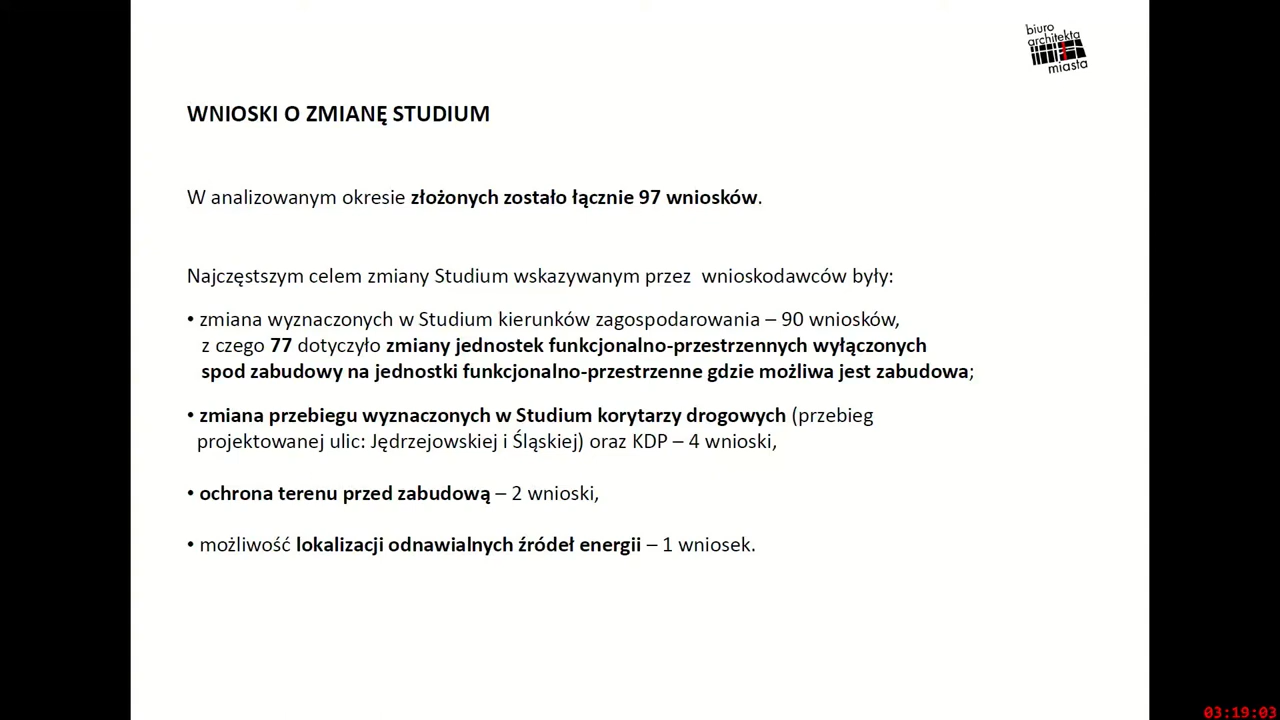 biuro
architekta
miasta
WNIOSKI O ZMIANĘ STUDIUM
W analizowanym okresie złożonych zostało łącznie 97 wniosków.
Najczęstszym celem zmiany Studium wskazywanym przez wnioskodawców były:
• zmiana wyznaczonych w Studium kierunków zagospodarowania – 90 wniosków,
z czego 77 dotyczyło zmiany jednostek funkcjonalno-przestrzennych wyłączonych
spod zabudowy na jednostki funkcjonalno-przestrzenne gdzie możliwa jest zabudowa;
• zmiana przebiegu wyznaczonych w Studium korytarzy drogowych (przebieg
projektowanej ulic: Jędrzejowskiej i Śląskiej) oraz KDP – 4 wnioski,
• ochrona terenu przed zabudową – 2 wnioski,
• możliwość lokalizacji odnawialnych źródeł energii – 1 wniosek.
03:19:03